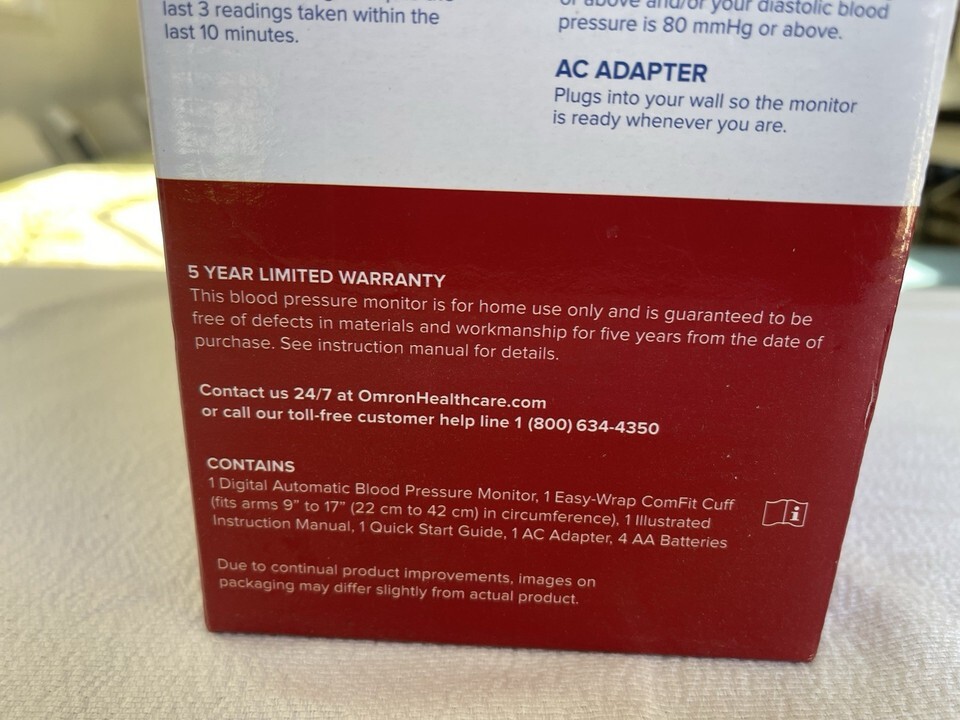 last 3 readings taken within the
last 10 minutes.
or above and/or your diastolic blood
pressure is 80 mmHg or above.
AC ADAPTER
Plugs into your wall so the monitor
is ready whenever you are.
5 YEAR LIMITED WARRANTY
This blood pressure monitor is for home use only and is guaranteed to be
free of defects in materials and workmanship for five years from the date of
purchase. See instruction manual for details.
Contact us 24/7 at OmronHealthcare.com
or call our toll-free customer help line 1 (800) 634-4350
CONTAINS
1 Digital Automatic Blood Pressure Monitor, 1 Easy-Wrap ComFit Cuff
(fits arms 9” to 17” (22 cm to 42 cm) in circumference), 1 Illustrated
Instruction Manual, 1 Quick Start Guide, 1 AC Adapter, 4 AA Batteries
Due to continual product improvements, images on
packaging may differ slightly from actual product.